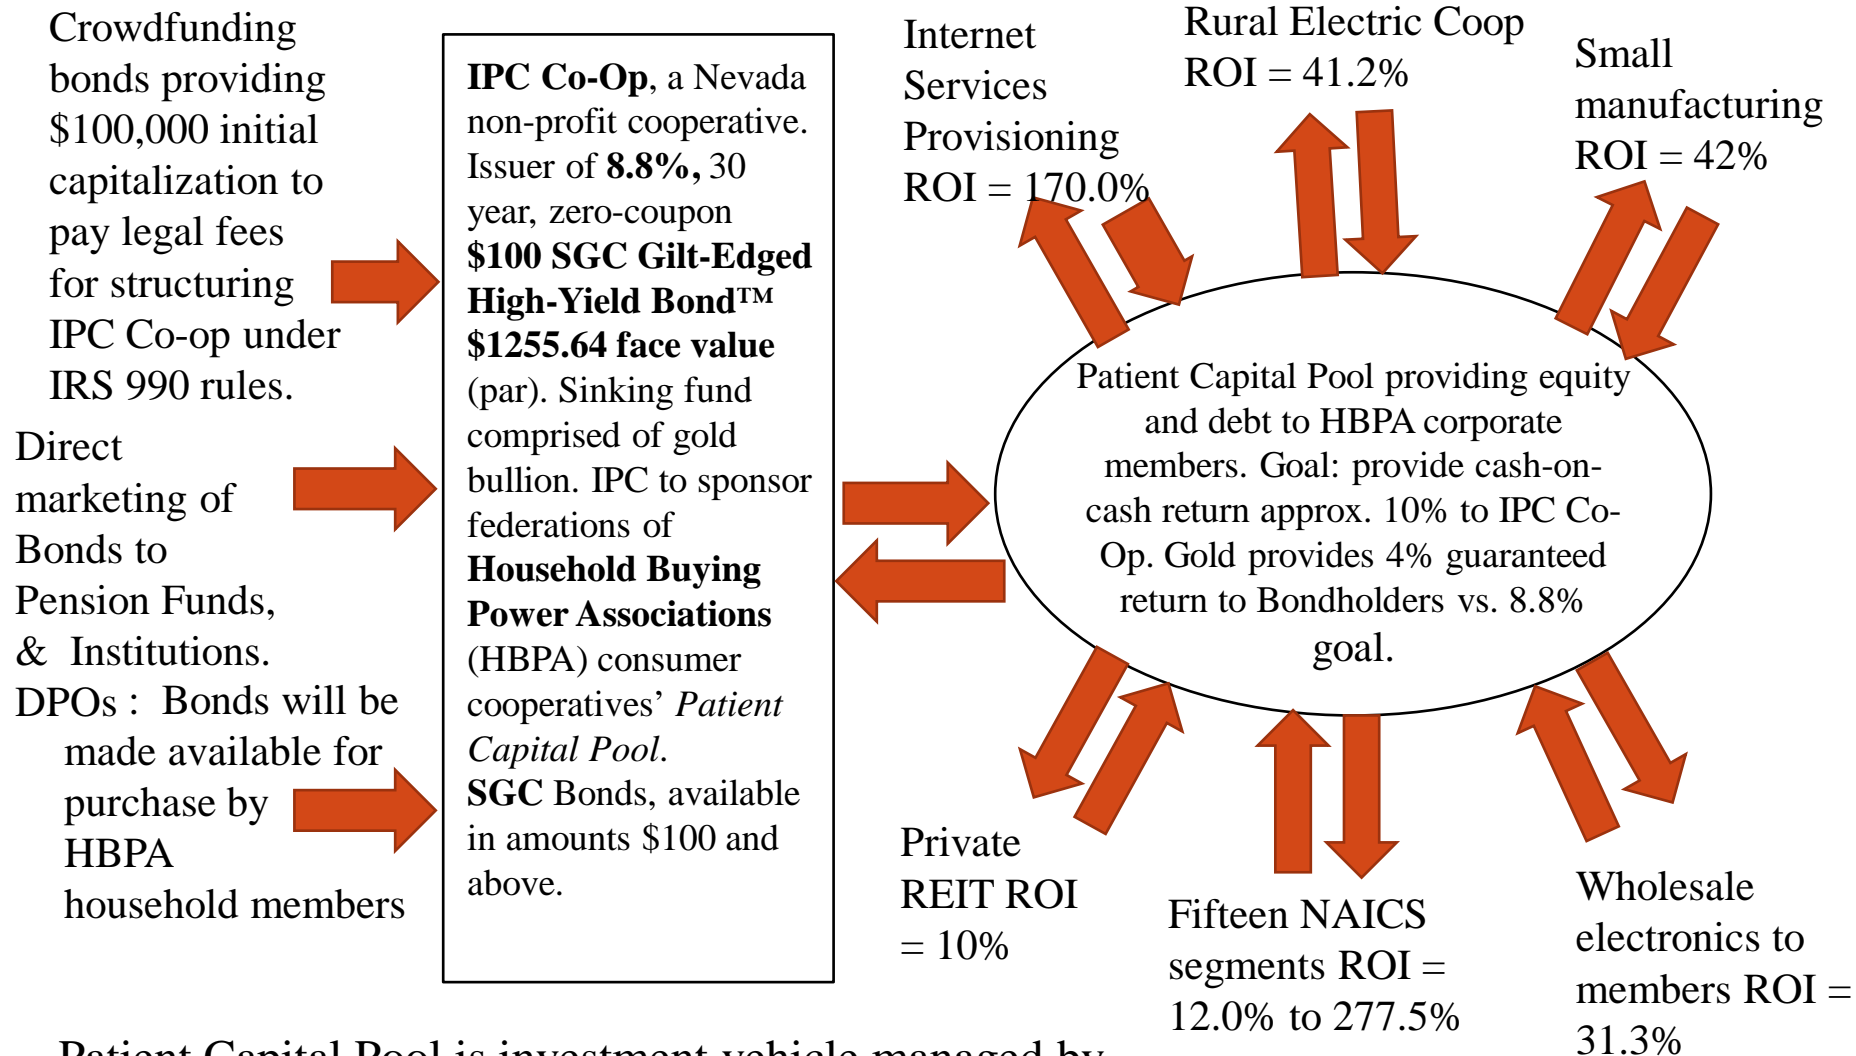 Crowdfunding
bonds providing
$100,000 initial
capitalization to
pay legal fees
for structuring
IPC Co-op under
IRS 990 rules.
Direct
marketing of
Bonds to
Pension Funds,
& Institutions.
DPOs : Bonds will be
made available for
purchase by
HBPA
household members
IPC Co-Op, a Nevada
non-profit cooperative.
Issuer of 8.8%, 30
year, zero-coupon
$100 SGC Gilt-Edged
High-Yield Bond™
$1255.64 face value
(par). Sinking fund
comprised of gold
bullion. IPC to sponsor
federations of
Household Buying
Power Associations
(HBPA) consumer
cooperatives’ Patient
Capital Pool.
SGC Bonds, available
in amounts $100 and
above.
Internet
Services
Provisioning
ROI = 170.0%
Rural Electric Coop
ROI = 41.2%
Small
manufacturing
ROI = 42%
Patient Capital Pool providing equity
and debt to HBPA corporate
members. Goal: provide cash-on-
cash return approx. 10% to IPC Co-
Op. Gold provides 4% guaranteed
return to Bondholders vs. 8.8%
goal.
Private
REIT ROI
= 10%
Fifteen NAICS
segments ROI =
12.0% to 277.5%
Wholesale
electronics to
members ROI =
31.3%
Patient Capital Pool is investment vehicle managed by